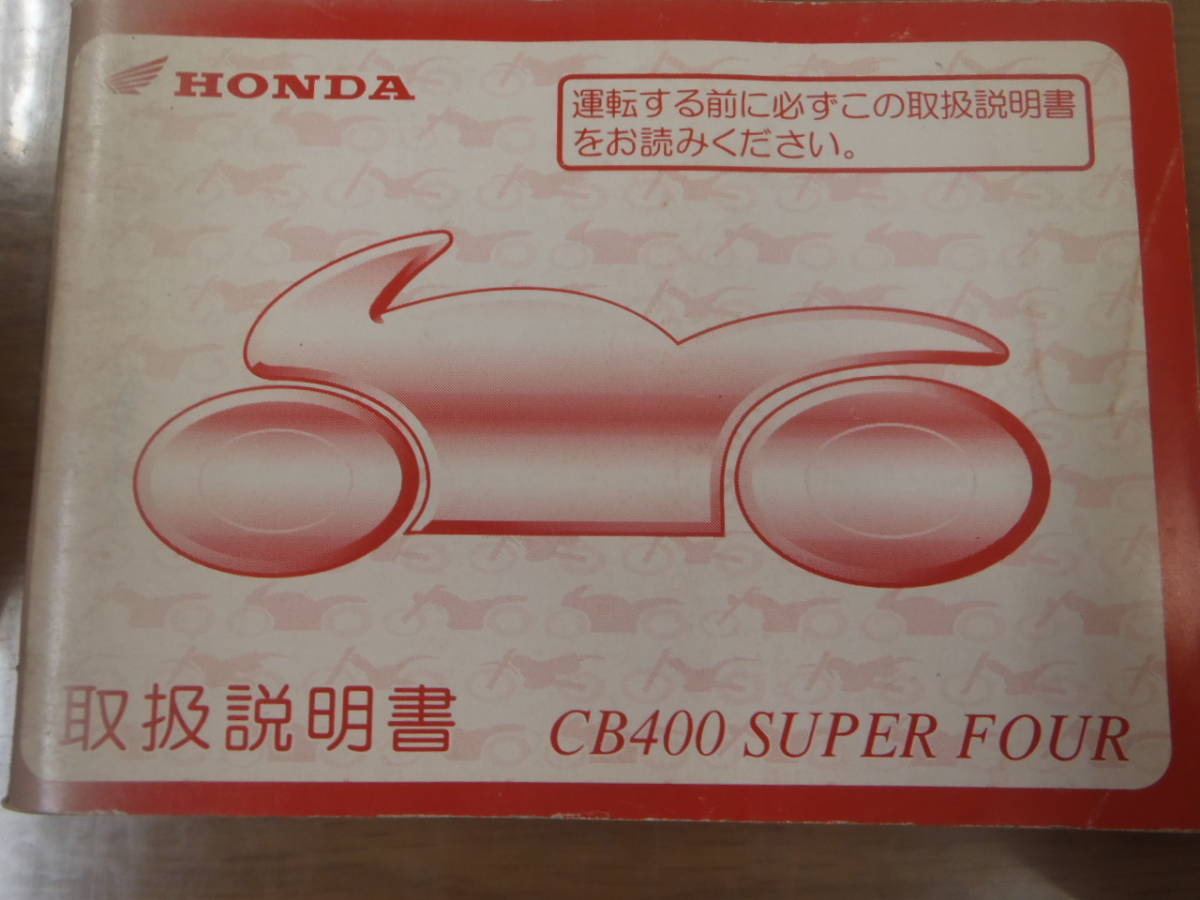 HONDA
運転する前に必ずこの取扱説明書
をお読みください。
取扱説明書
CB400 SUPER FOUR